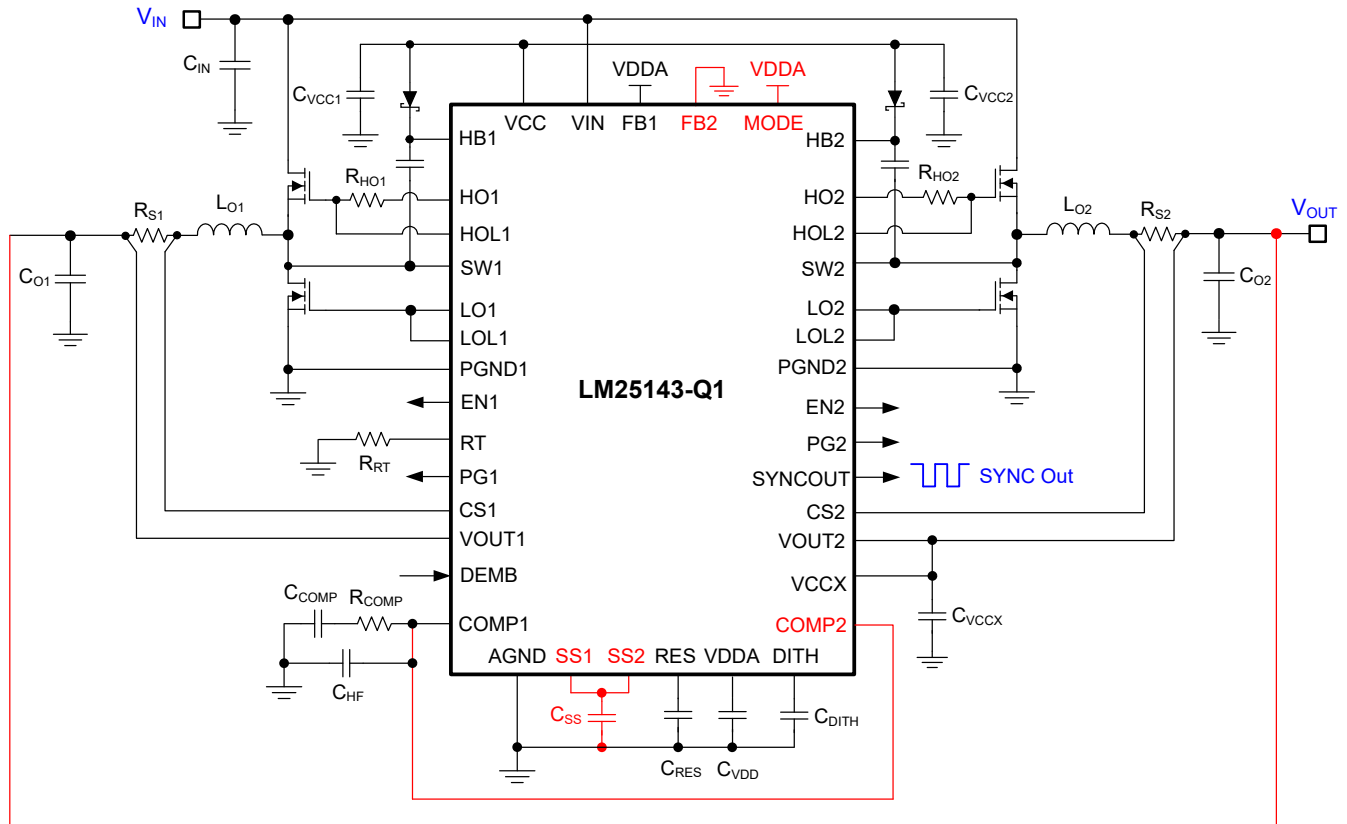 VIN
CIN
CVCC1
VDDA
VDDA
CVCC2
VCC
VIN
FB1
FB2
MODE
HB1
HB2
RHO1
HO1
HO2
RHO2
RS1
LO1
HOL1
HOL2
LO2
RS2
VOUT
SW1
SW2
CO1
CO2
LO1
LO2
LOL1
LOL2
PGND1
PGND2
LM25143-Q1
EN1
EN2
RT
RRT
PG2
PG1
SYNCOUT
SYNC Out
CS1
CS2
VOUT1
VOUT2
DEMB
VCCX
CCOMP
RCOMP
COMP1
COMP2
CVCCX
CHF
AGND
SS1
SS2
RES
VDDA
DITH
CSS
CDITH
CRES
CVDD